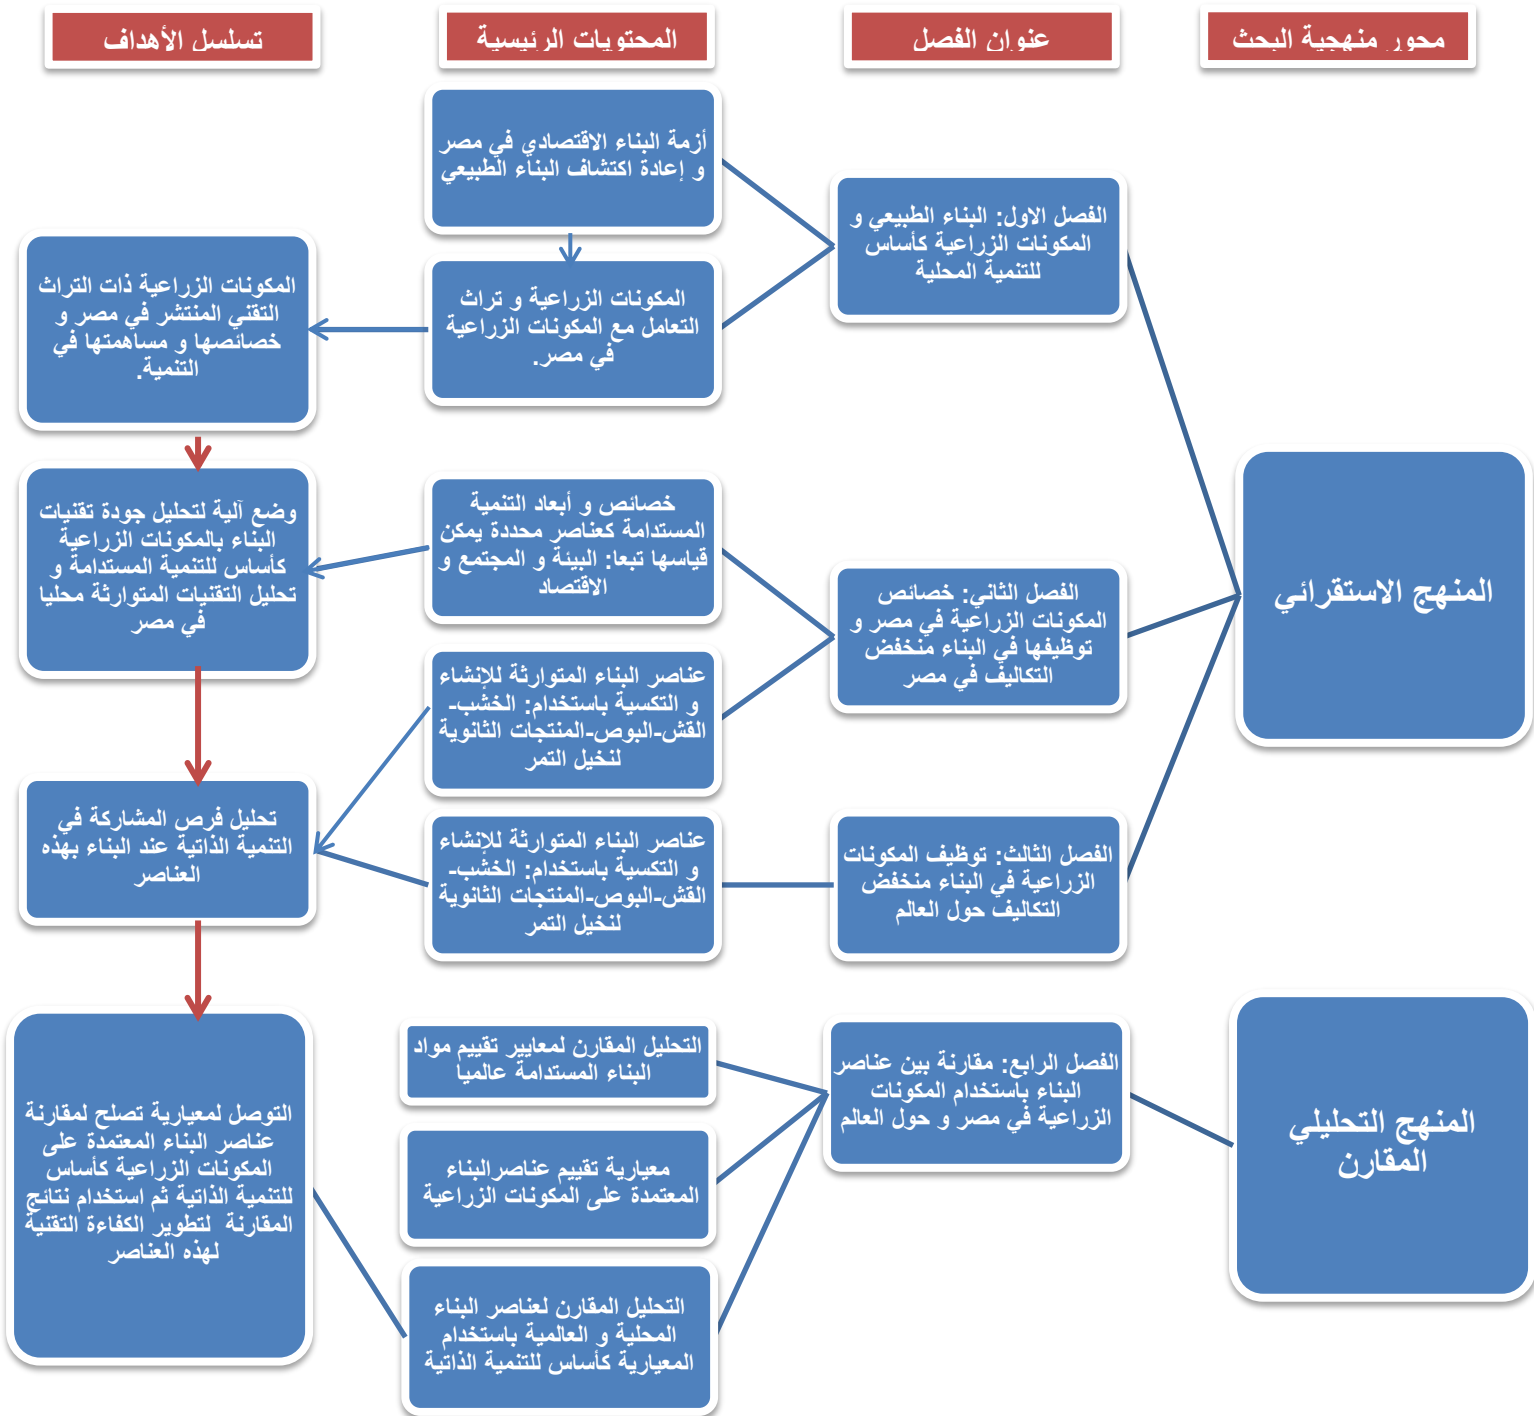 محور منهجية البحث
عنوان الفصل
المحتويات الرئيسية
تسلسل الأهداف
المنهج الاستقرائي
الفصل الاول: البناء الطبيعي و
المكونات الزراعية كأساس
للتنمية المحلية
أزمة البناء الاقتصادي في مصر
و إعادة اكتشاف البناء الطبيعي
المكونات الزراعية و تراث
التعامل مع المكونات الزراعية
في مصر.
المكونات الزراعية ذات التراث
التقني المنتشر في مصر و
خصائصها و مساهمتها في
التنمية.
الفصل الثاني: خصائص
المكونات الزراعية في مصر و
توظيفها في البناء منخفض
التكاليف في مصر
خصائص و أبعاد التنمية
المستدامة كعناصر محددة يمكن
قياسها تبعا: البيئة و المجتمع و
الاقتصاد
عناصر البناء المتوارثة للإنشاء
و التكسية باستخدام: الخشب-
القش-البوص-المنتجات الثانوية
لنخيل التمر
وضع آلية لتحليل جودة تقنيات
البناء بالمكونات الزراعية
كأساس للتنمية المستدامة و
تحليل التقنيات المتوارثة محليا
في مصر
الفصل الثالث: توظيف المكونات
الزراعية في البناء منخفض
التكاليف حول العالم
عناصر البناء المتوارثة للإنشاء
و التكسية باستخدام: الخشب-
القش-البوص-المنتجات الثانوية
لنخيل التمر
تحليل فرص المشاركة في
التنمية الذاتية عند البناء بهذه
العناصر
المنهج التحليلي
المقارن
الفصل الرابع: مقارنة بين عناصر
البناء باستخدام المكونات
الزراعية في مصر و حول العالم
التحليل المقارن لمعايير تقييم مواد
البناء المستدامة عالميا
معيارية تقييم عناصرالبناء
المعتمدة على المكونات الزراعية
التحليل المقارن لعناصر البناء
المحلية و العالمية باستخدام
المعيارية كأساس للتنمية الذاتية
التوصل لمعيارية تصلح لمقارنة
عناصر البناء المعتمدة على
المكونات الزراعية كأساس
للتنمية الذاتية ثم استخدام نتائج
المقارنة لتطوير الكفاءة التقنية
لهذه العناصر